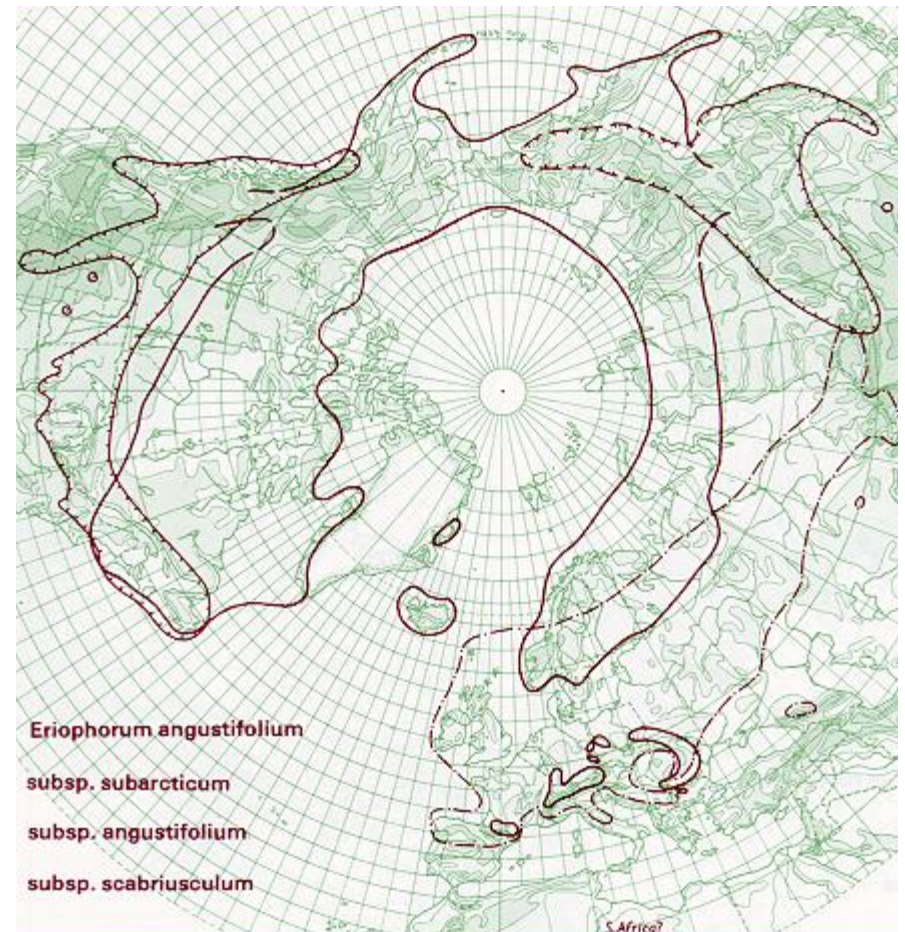 Eriophorum angustifolium
subsp. subarcticum
subsp. angustifolium
subsp. scabriusculum
S. Africa?